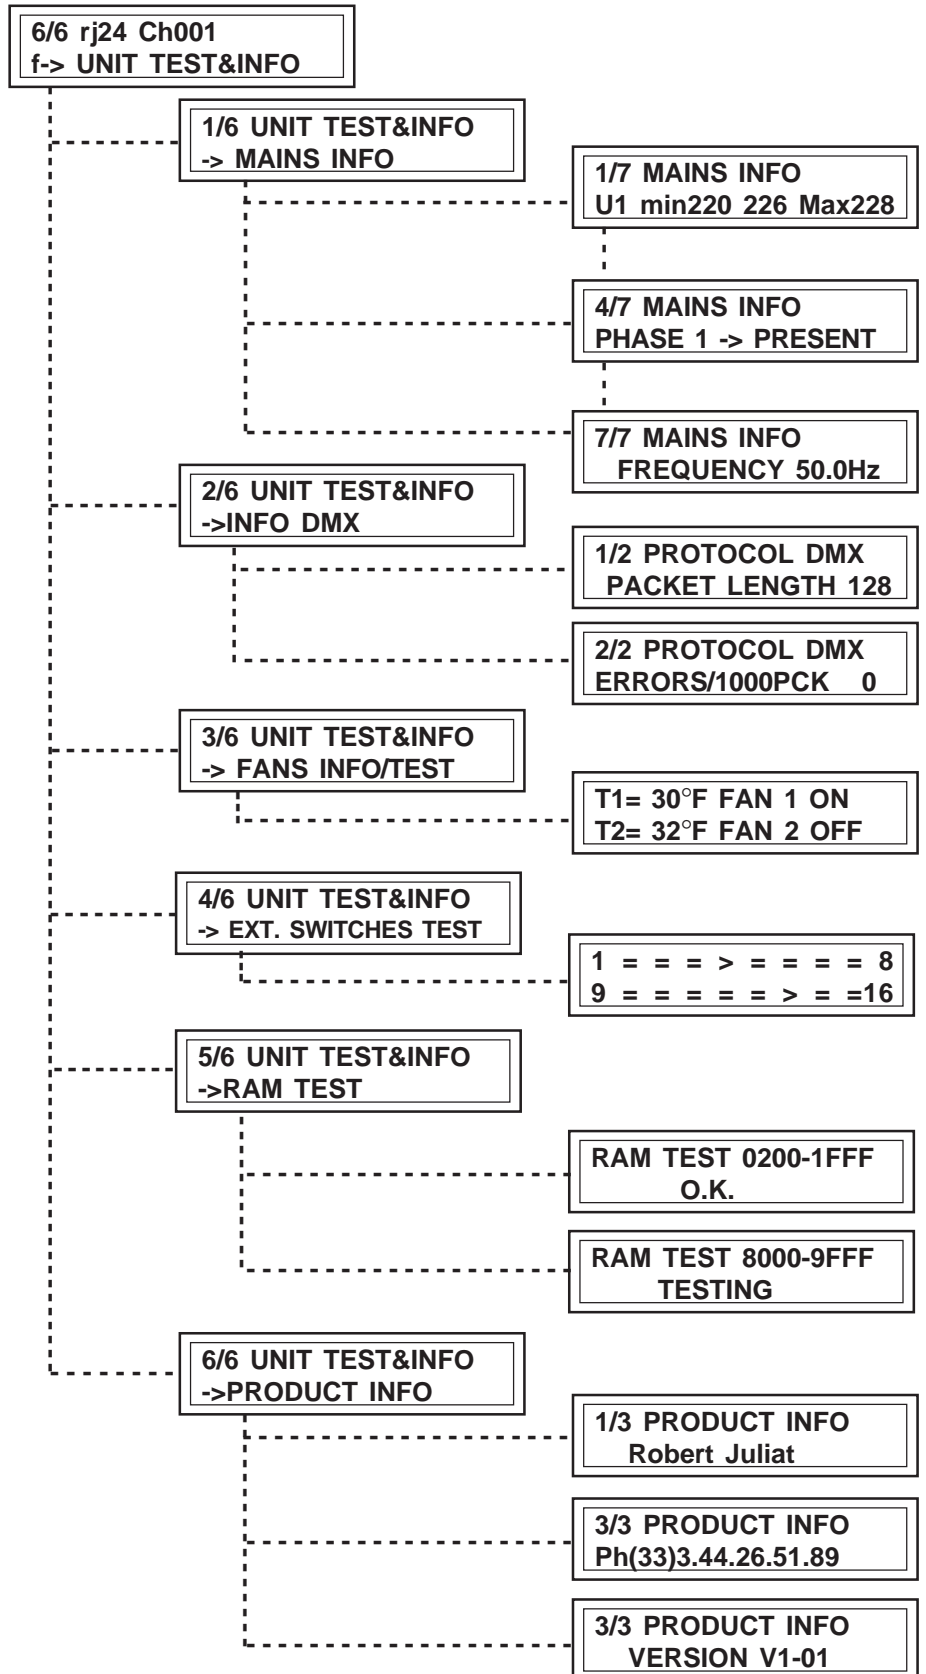 6/6 rj24 Ch001
f-> UNIT TEST&INFO
1/6 UNIT TEST&INFO
-> MAINS INFO
1/7 MAINS INFO
U1 min220 226 Max228
4/7 MAINS INFO
PHASE 1 -> PRESENT
7/7 MAINS INFO
FREQUENCY 50.0Hz
2/6 UNIT TEST&INFO
->INFO DMX
1/2 PROTOCOL DMX
PACKET LENGTH 128
2/2 PROTOCOL DMX
ERRORS/1000PCK 0
3/6 UNIT TEST&INFO
-> FANS INFO/TEST
T1= 30°F FAN 1 ON
T2= 32°F FAN 2 OFF
4/6 UNIT TEST&INFO
-> EXT. SWITCHES TEST
1 = = = > = = = = 8
9 = = = = = > = =16
5/6 UNIT TEST&INFO
->RAM TEST
RAM TEST 0200-1FFF
O.K.
RAM TEST 8000-9FFF
TESTING
6/6 UNIT TEST&INFO
->PRODUCT INFO
1/3 PRODUCT INFO
Robert Juliat
3/3 PRODUCT INFO
Ph(33)3.44.26.51.89
3/3 PRODUCT INFO
VERSION V1-01